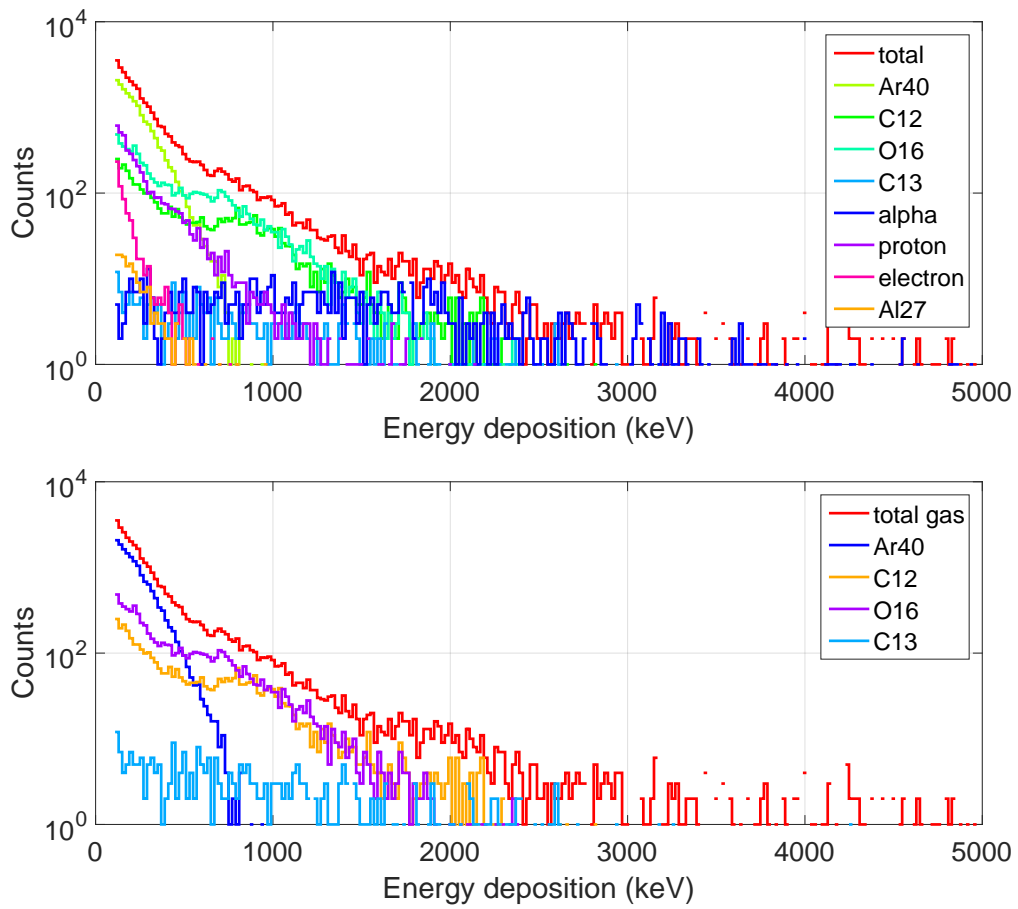 10^4
10^2
10^0
Counts
0 1000 2000 3000 4000 5000
Energy deposition (keV)
total
Ar40
C12
O16
C13
alpha
proton
electron
Al27
10^4
10^2
10^0
Counts
0 1000 2000 3000 4000 5000
Energy deposition (keV)
total gas
Ar40
C12
O16
C13